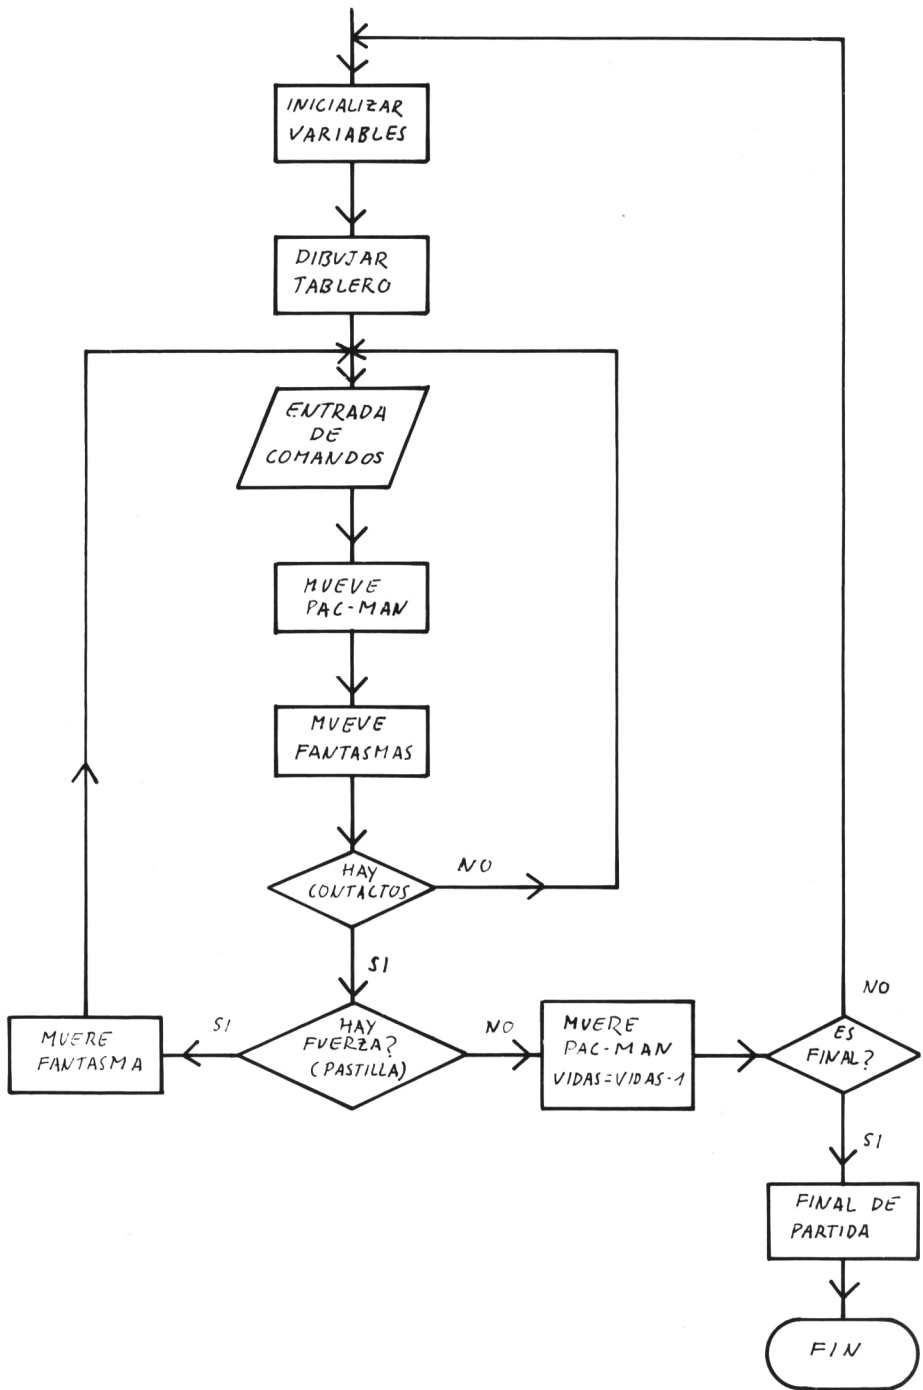 INICIALIZAR
VARIABLES
DIBUJAR
TABLERO
ENTRADA
DE
COMANDOS
MUEVE
PAC-MAN
MUEVE
FANTASMAS
HAY
CONTACTOS
NO
SI
HAY
FUERZA?
(PASTILLA)
SI
MUERE
FANTASMA
NO
MUERE
PAC-MAN
VIDAS=VIDAS-1
ES
FINAL?
NO
SI
FINAL DE
PARTIDA
FIN